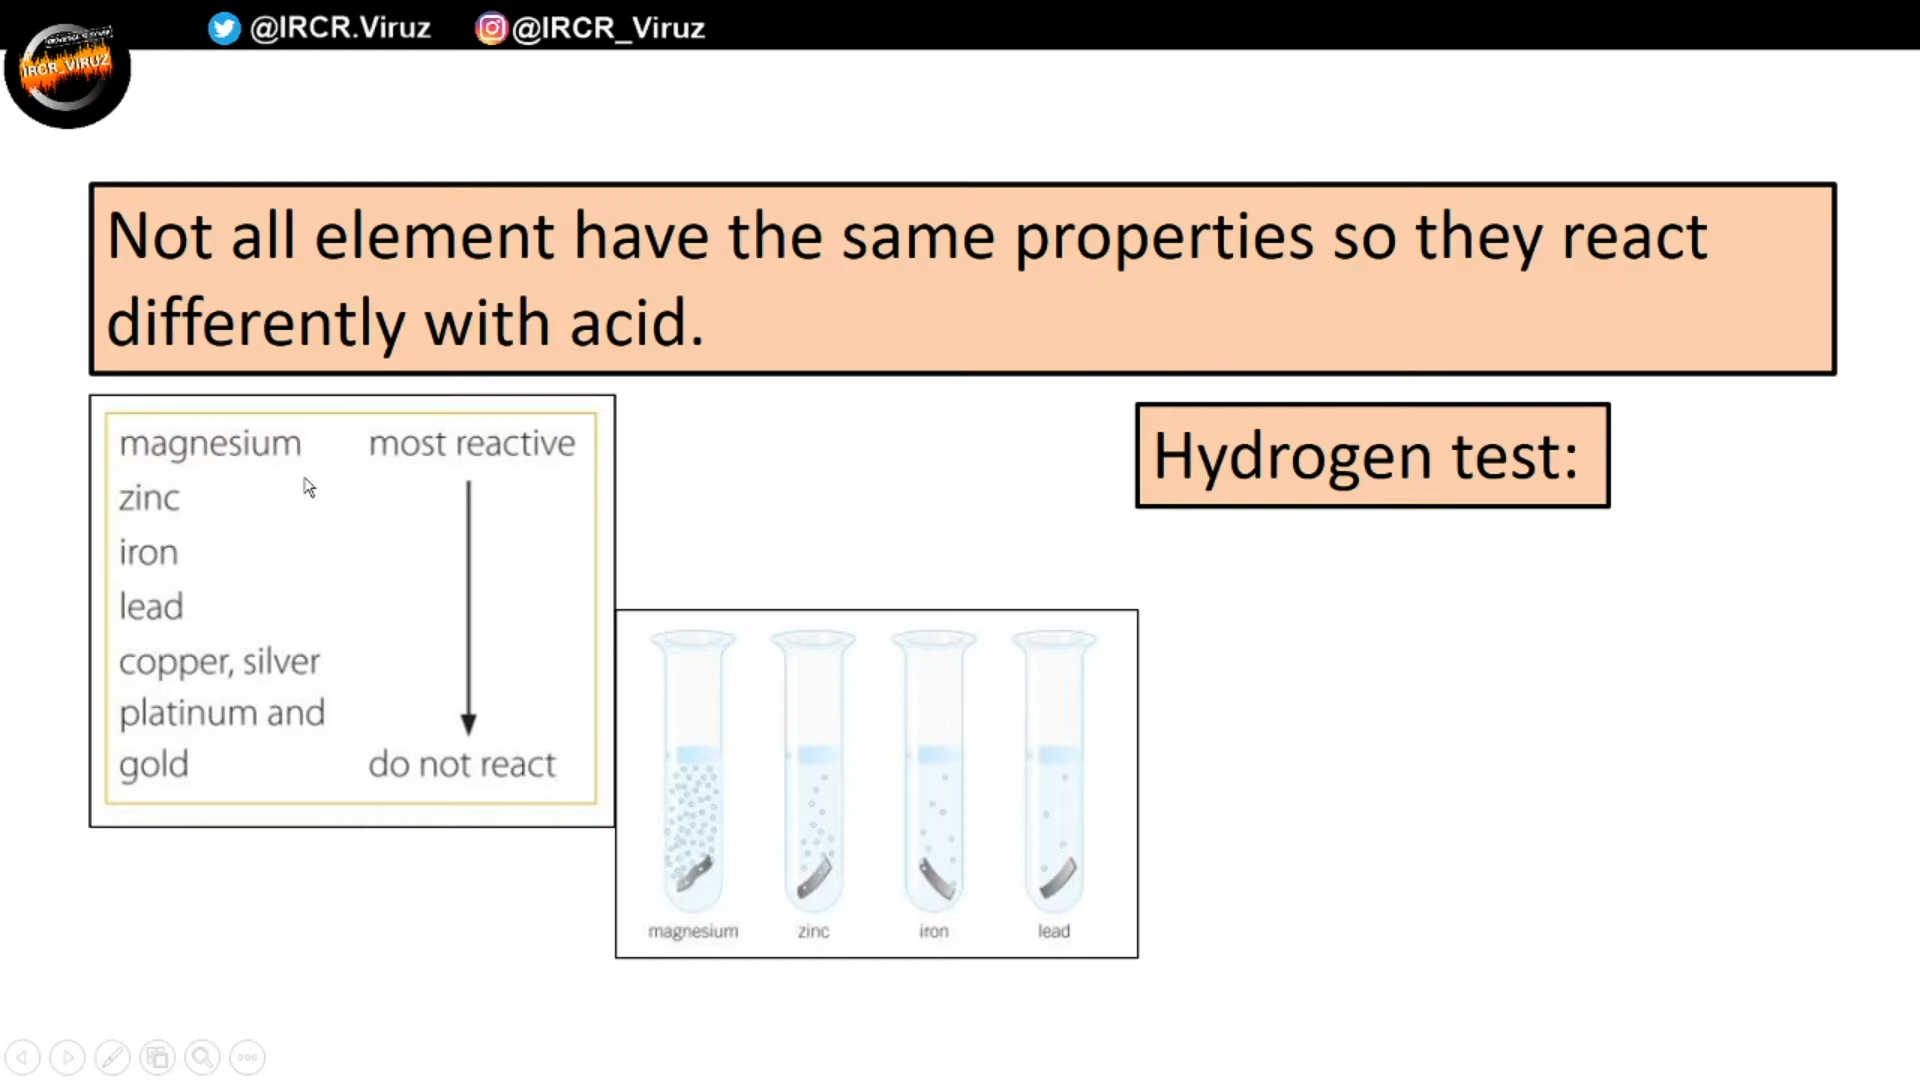 @IRCR.Viruz @IRCR_Viruz
IRCR_VIRUZ
Not all element have the same properties so they react
differently with acid.
magnesium most reactive
zinc
iron
lead
copper, silver
platinum and
gold do not react
Hydrogen test:
magnesium zinc iron lead